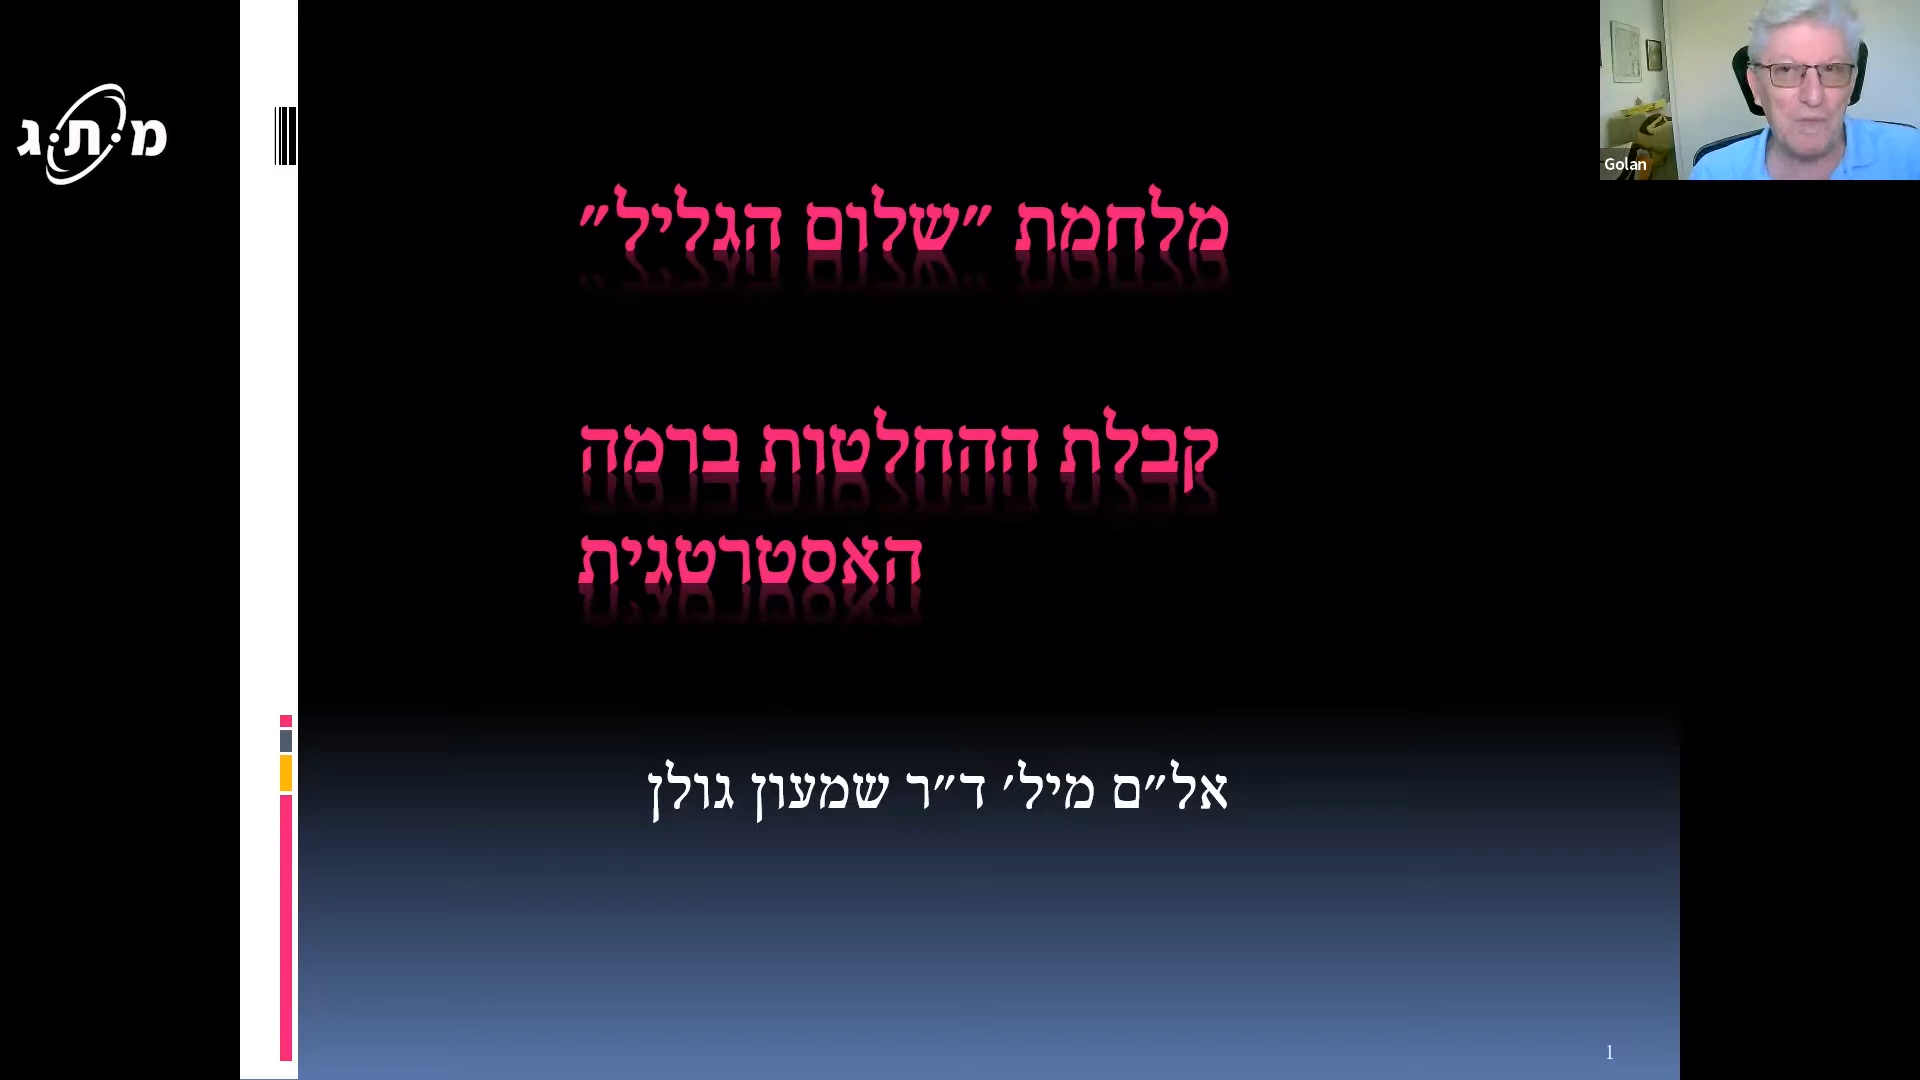 מ.ת.ג
Golan
מלחמת "שלום הגליל"
קבלת ההחלטות ברמה
האסטרטגית
אל"ם מיל' ד"ר שמעון גולן
1